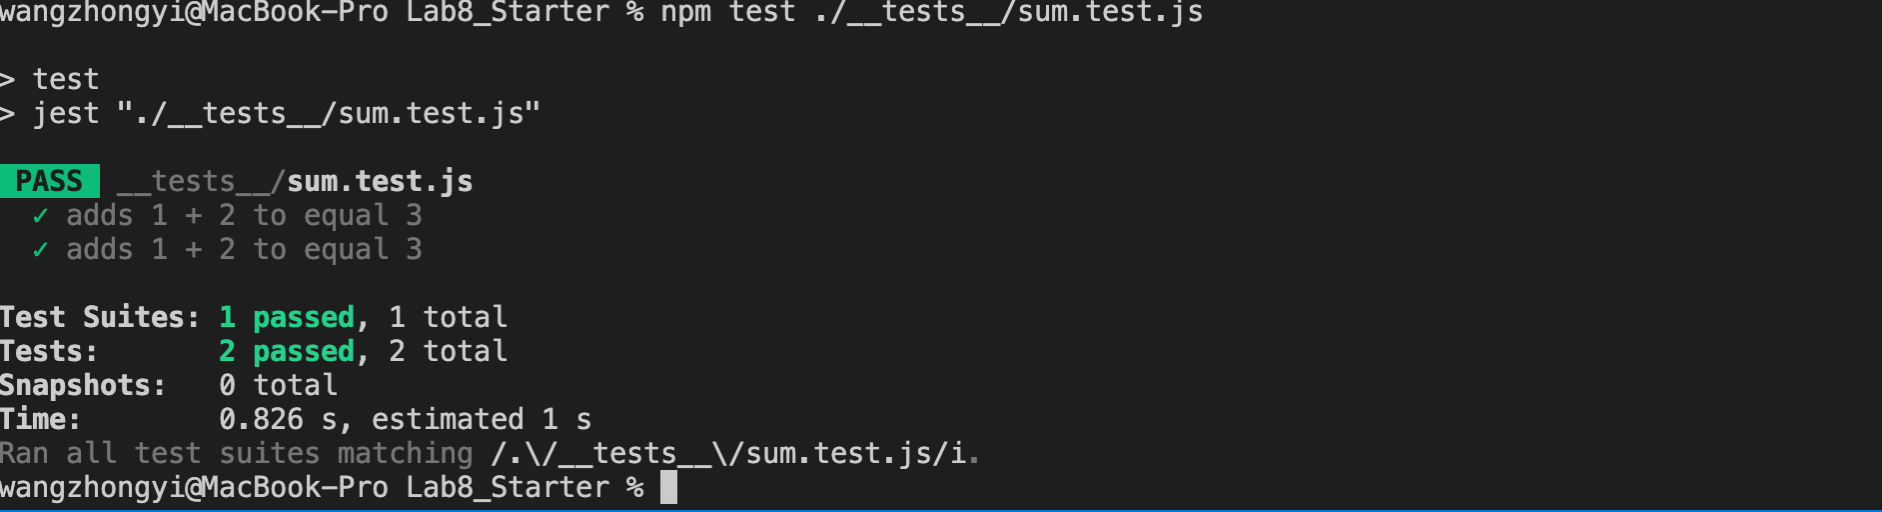 wangzhongyi@MacBook-Pro Lab8_Starter % npm test ./__tests__/sum.test.js
> test
> jest "./__tests__/sum.test.js"
PASS __tests__/sum.test.js
✓ adds 1 + 2 to equal 3
✓ adds 1 + 2 to equal 3
Test Suites: 1 passed, 1 total
Tests: 2 passed, 2 total
Snapshots: 0 total
Time: 0.826 s, estimated 1 s
Ran all test suites matching /.\/__tests__\/sum.test.js/i.
wangzhongyi@MacBook-Pro Lab8_Starter %